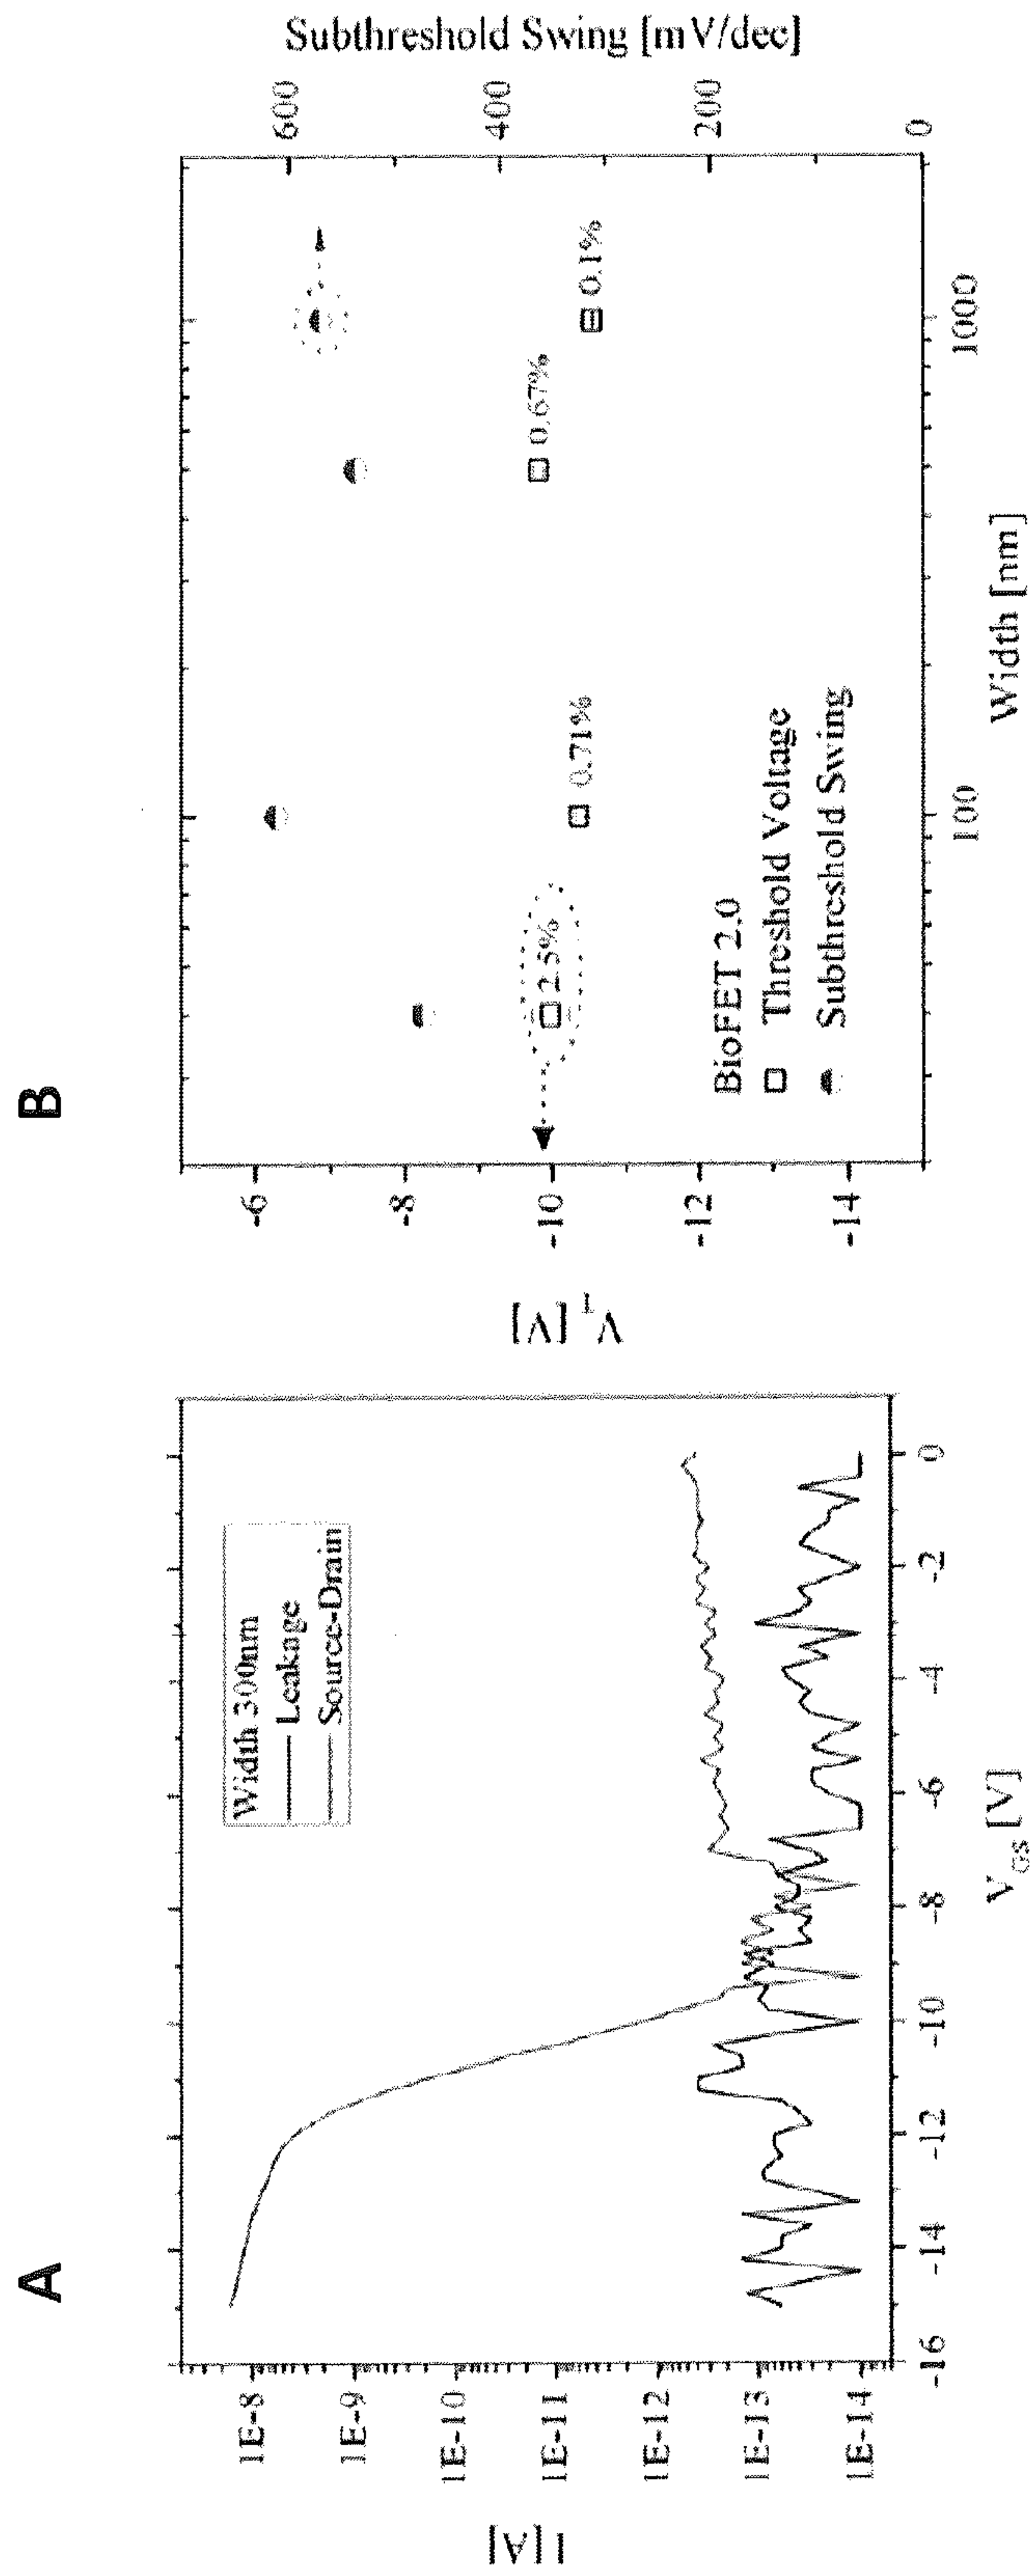 A
I [A]
1E-8
1E-9
1E-10
1E-11
1E-12
1E-13
1E-14
Width 300nm
Leakage
Source-Drain
-16
-14
-12
-10
-8
-6
-4
-2
0
V_GS [V]
B
V_T [V]
-6
-8
-10
-12
-14
2.5%
0.71%
0.67%
0.1%
BioFET 2.0
Threshold Voltage
Subthreshold Swing
100
1000
Width [nm]
600
400
200
0
Subthreshold Swing [mV/dec]